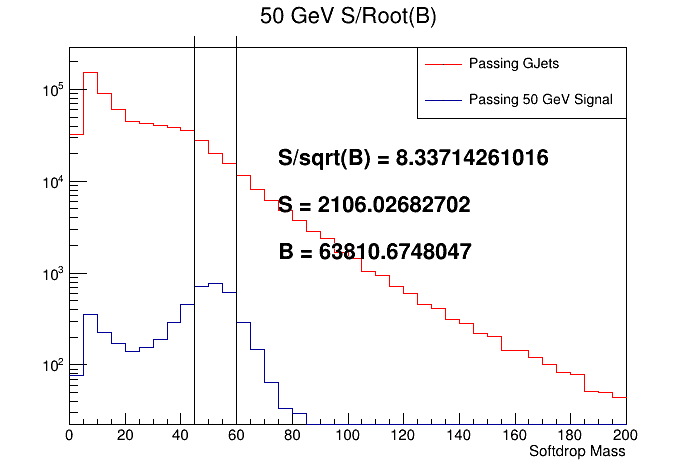 50 GeV S/Root(B)
Passing GJets
Passing 50 GeV Signal
S/sqrt(B) = 8.33714261016
S = 2106.02682702
B = 63810.6748047
10^5
10^4
10^3
10^2
0 20 40 60 80 100 120 140 160 180 200
Softdrop Mass